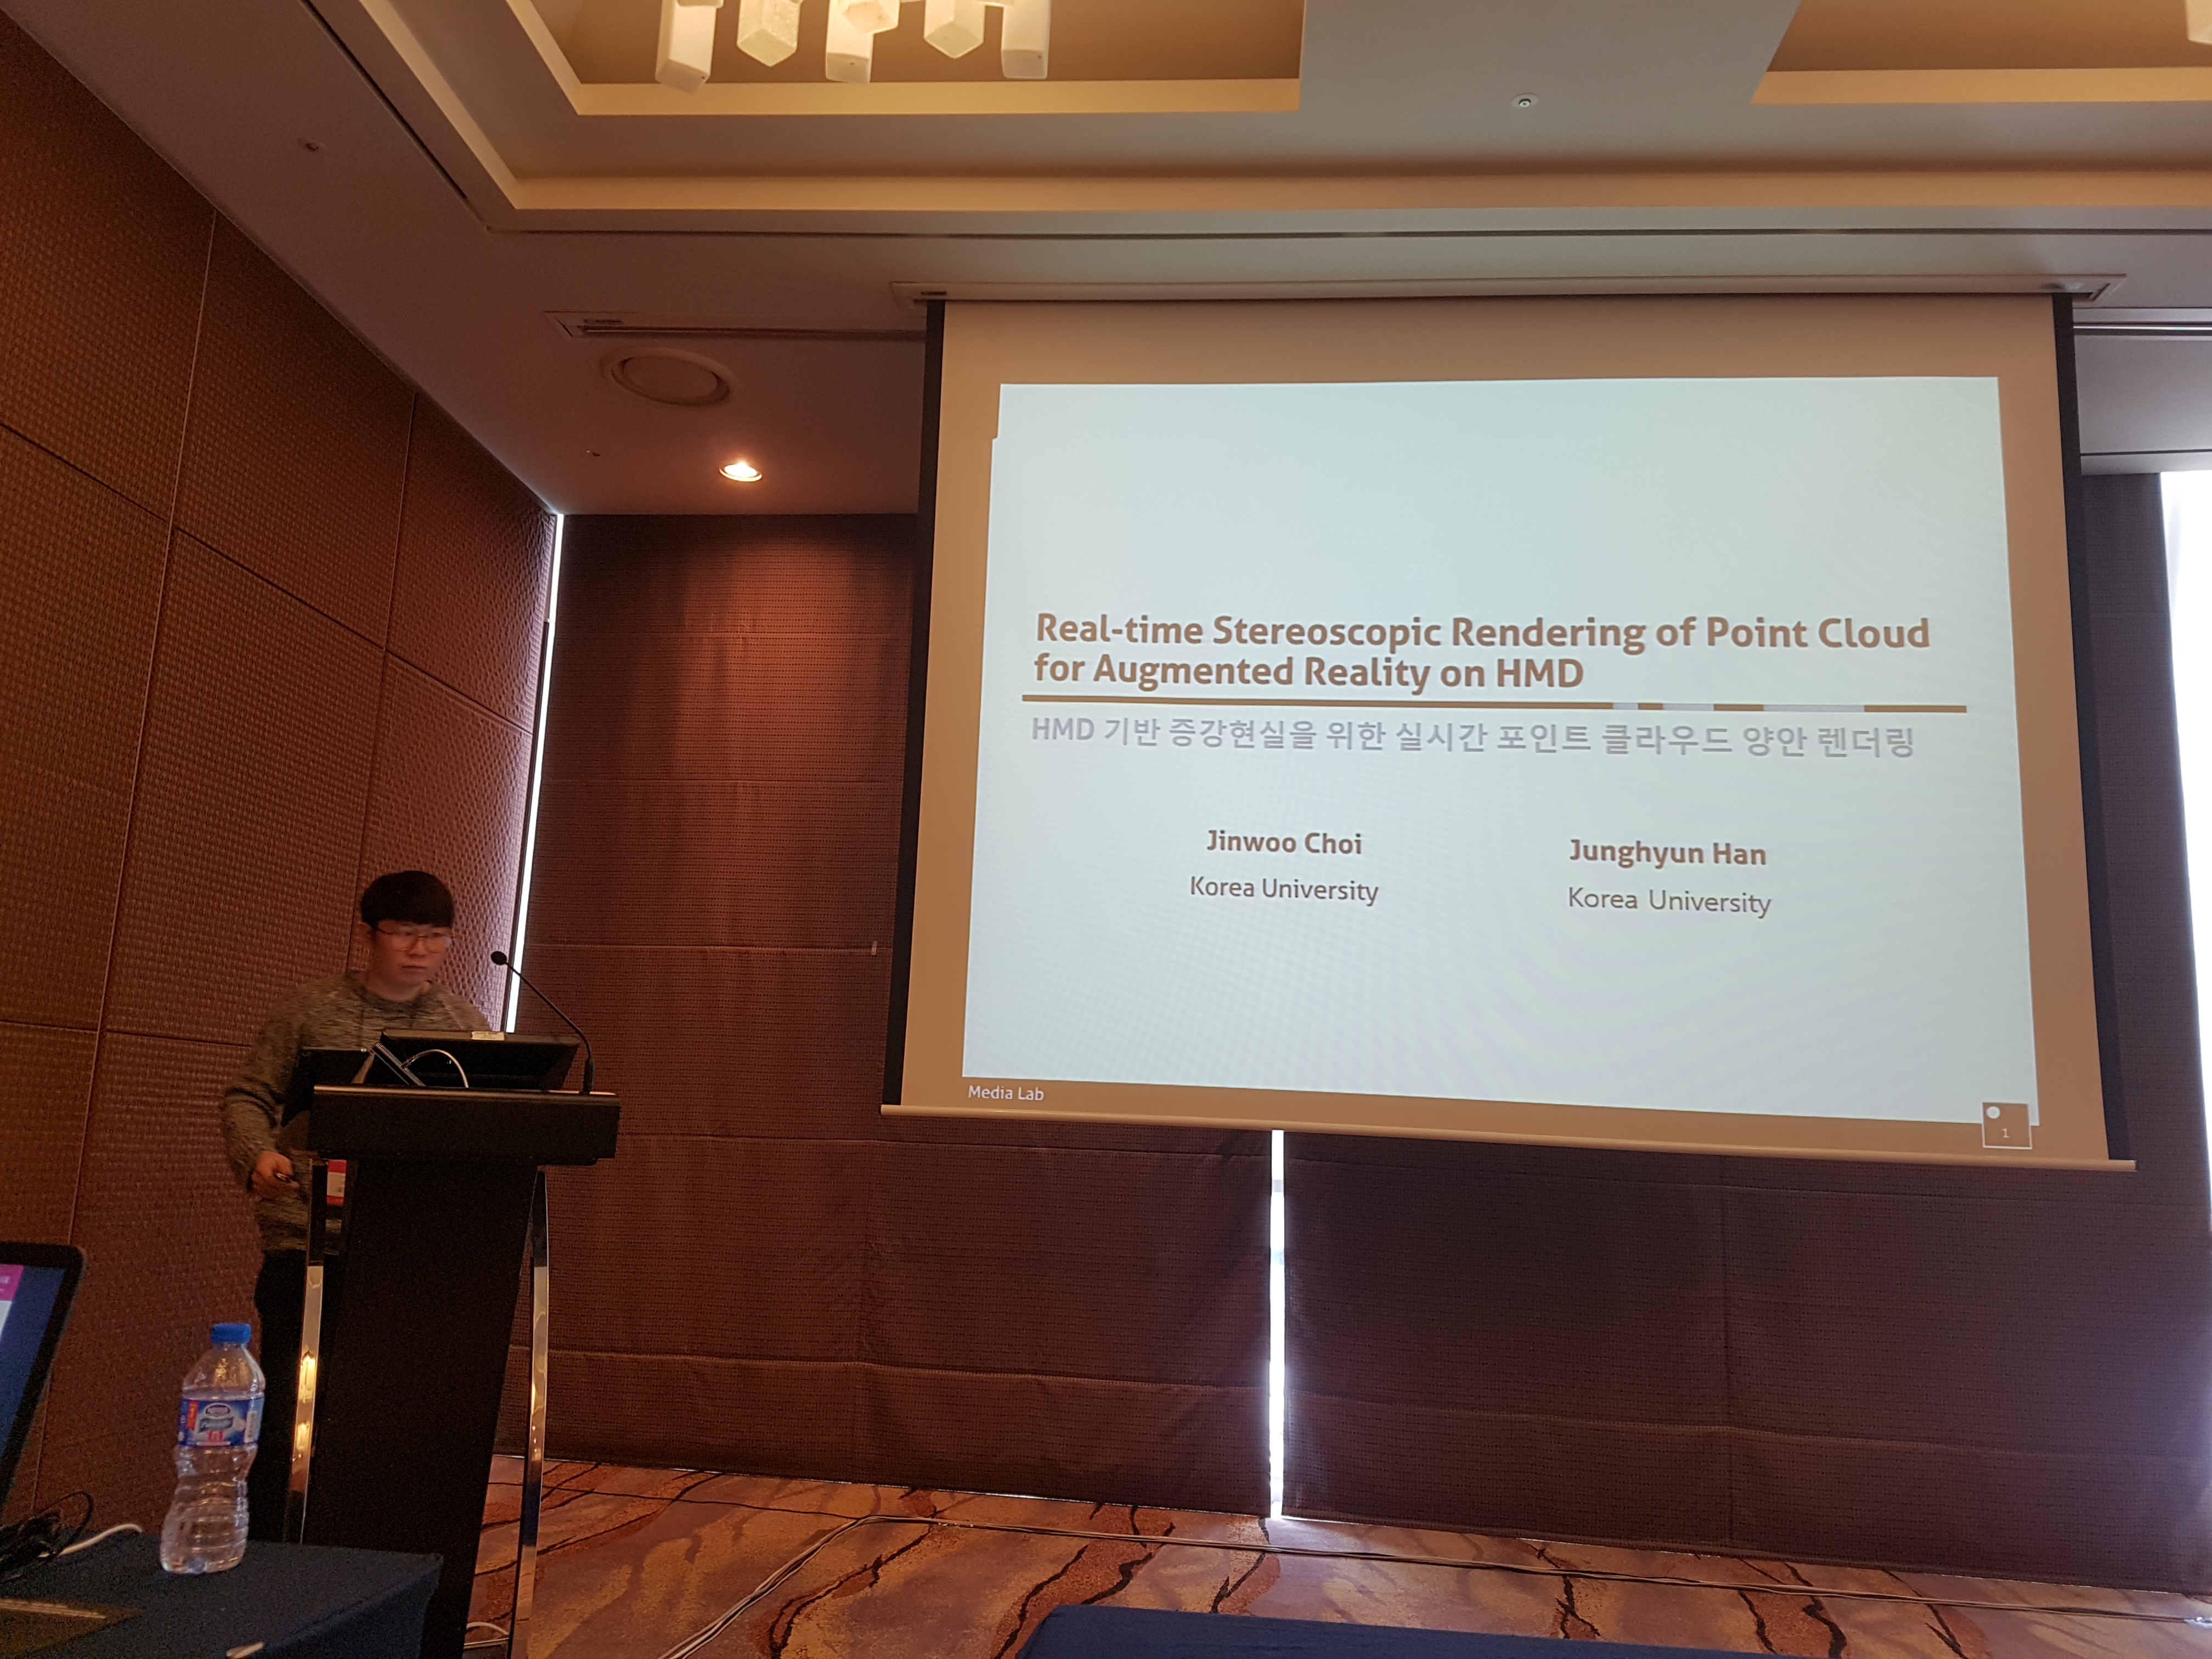 Real-time Stereoscopic Rendering of Point Cloud
for Augmented Reality on HMD
HMD 기반 증강현실을 위한 실시간 포인트 클라우드 양안 렌더링
Jinwoo Choi
Korea University
Junghyun Han
Korea University
Media Lab
1